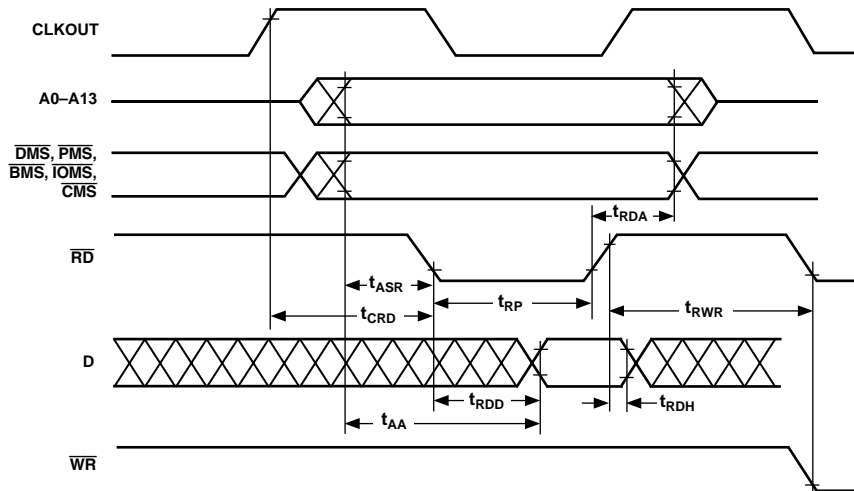 CLKOUT
A0–A13
DMS, PMS,
BMS, IOMS,
CMS
tRDA
RD
tASR
tCRD
tRP
tRWR
D
tRDD
tRDH
tAA
WR